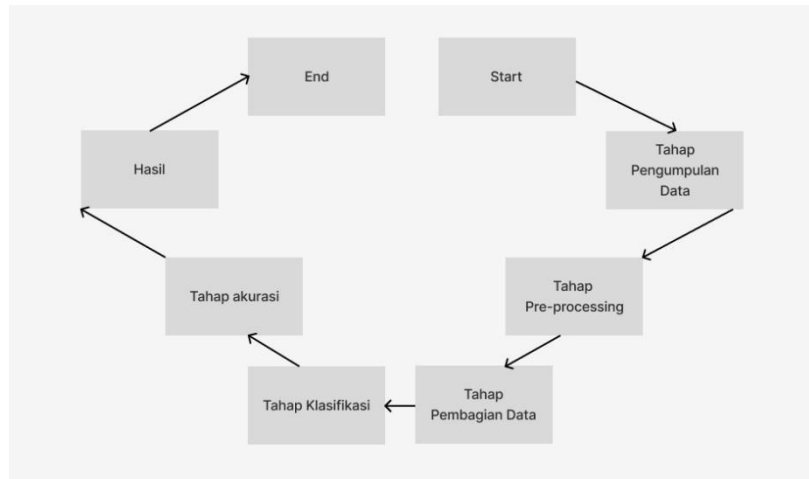 Start
Tahap
Pengumpulan
Data
Tahap
Pre-processing
Tahap
Pembagian Data
Tahap Klasifikasi
Tahap akurasi
Hasil
End